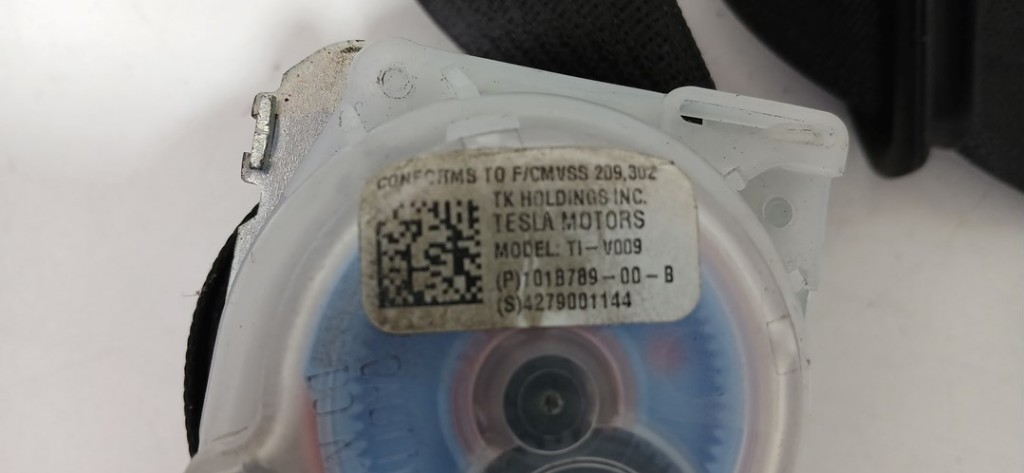 CONFORMS TO F/CMVSS 209,302
TK HOLDINGS INC.
TESLA MOTORS
MODEL: TI-V009
(P)1018789-00-B
(S)4279001144